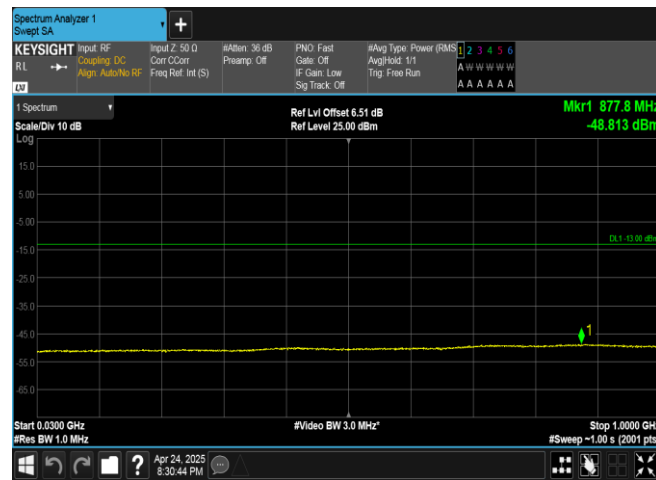 Spectrum Analyzer 1
Swept SA
+
KEYSIGHT
RL
LXI
Input: RF
Coupling: DC
Align: Auto/No RF
Input Z: 50 Ω
Corr CCorr
Freq Ref: Int (S)
#Atten: 36 dB
Preamp: Off
PNO: Fast
Gate: Off
IF Gain: Low
Sig Track: Off
#Avg Type: Power (RMS
Avg|Hold: 1/1
Trig: Free Run
1 2 3 4 5 6
A W W W W W
A A A A A A
1 Spectrum
Scale/Div 10 dB
Log
Ref Lvl Offset 6.51 dB
Ref Level 25.00 dBm
Mkr1 877.8 MHz
-48.813 dBm
15.0
5.00
-5.00
-15.0
-25.0
-35.0
-45.0
-55.0
-65.0
DL1 -13.00 dBm
1
Start 0.0300 GHz
#Res BW 1.0 MHz
#Video BW 3.0 MHz*
Stop 1.0000 GHz
#Sweep ~1.00 s (2001 pts
?
Apr 24, 2025
8:30:44 PM